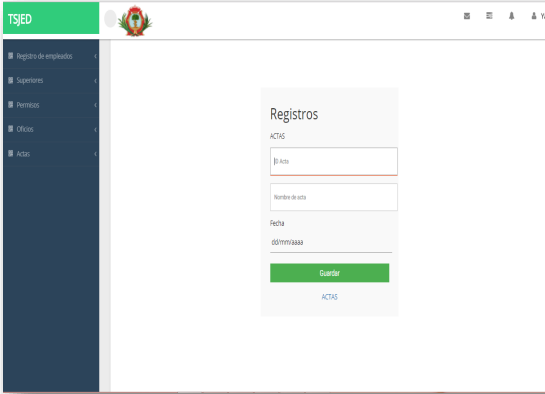 TSJED
Registro de empleados
Superiores
Permisos
Oficios
Actas
Registros
ACTAS
ID Acta
Nombre de acta
Fecha
dd/mm/aaaa
Guardar
ACTAS